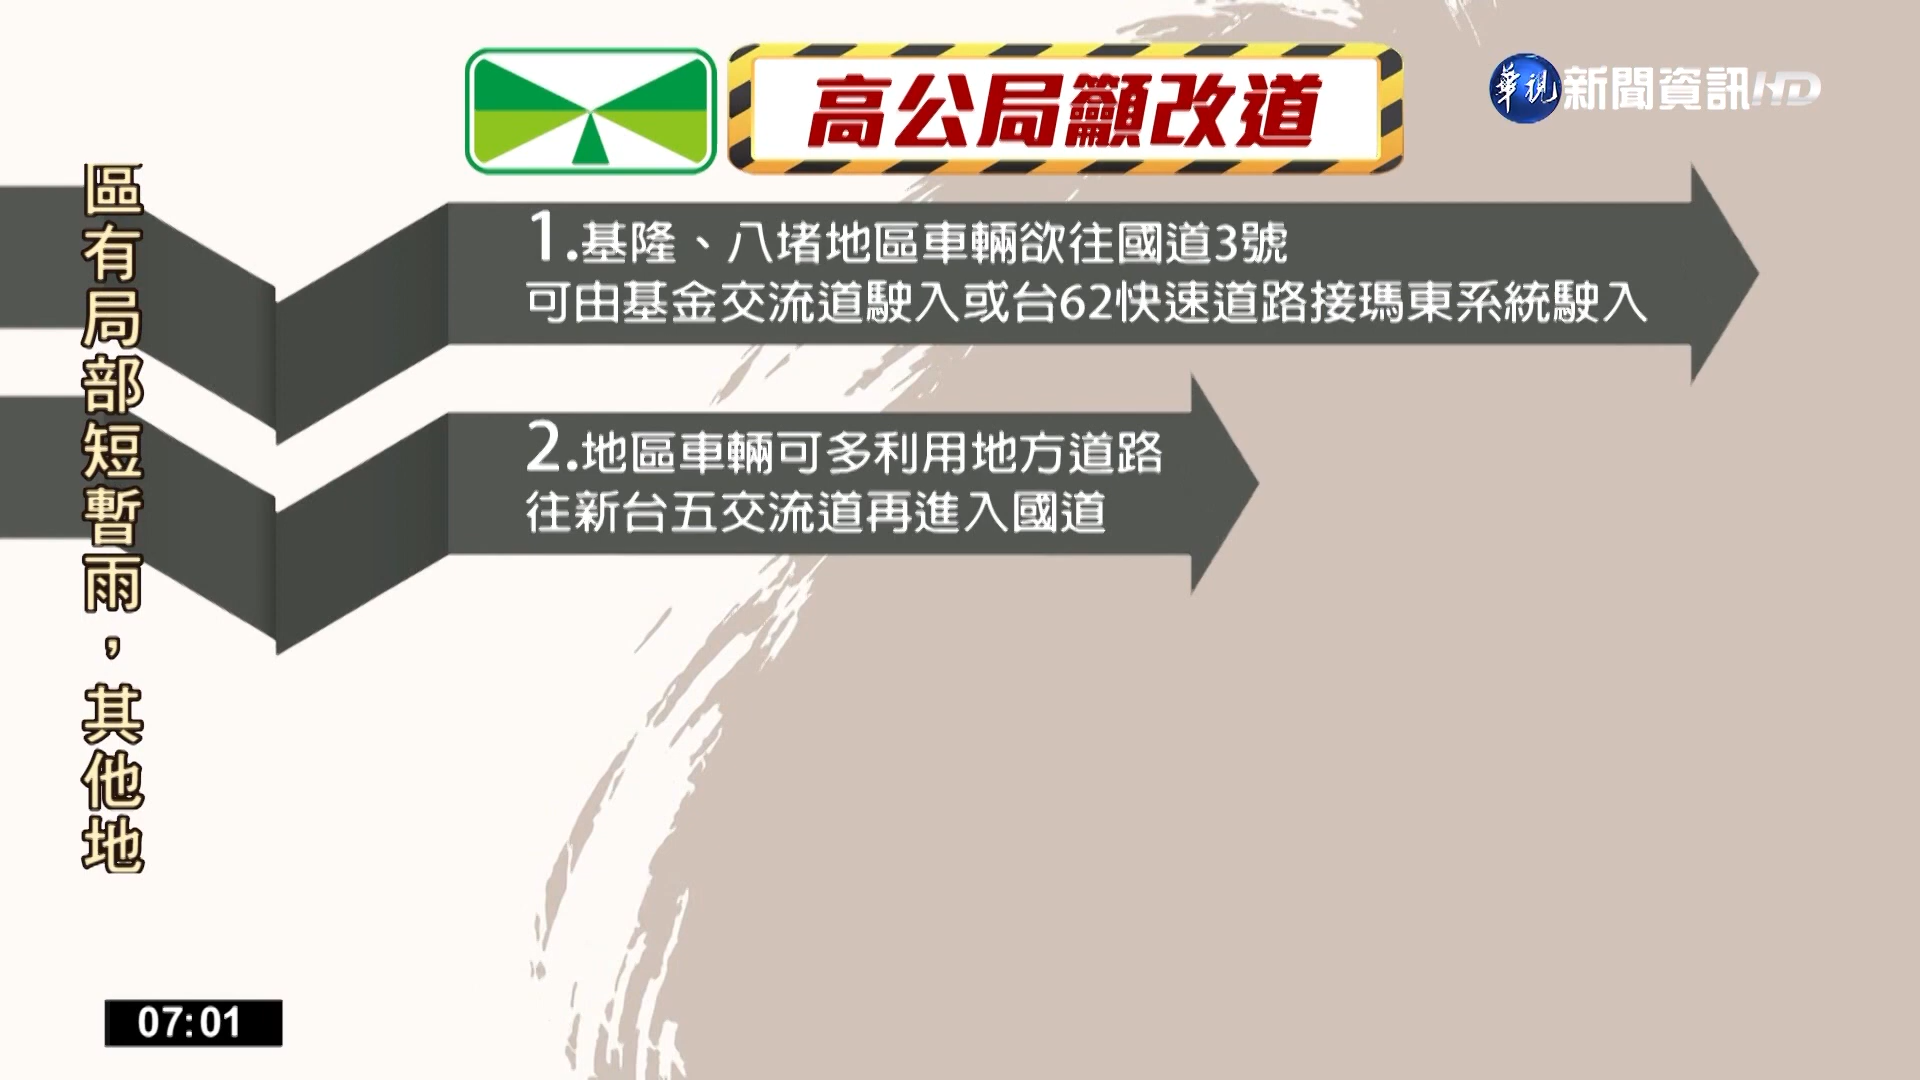 高公局籲改道
華視新聞資訊HD
1.基隆、八堵地區車輛欲往國道3號
可由基金交流道駛入或台62快速道路接瑪東系統駛入
2.地區車輛可多利用地方道路
往新台五交流道再進入國道
區有局部短暫雨，其他地
07:01